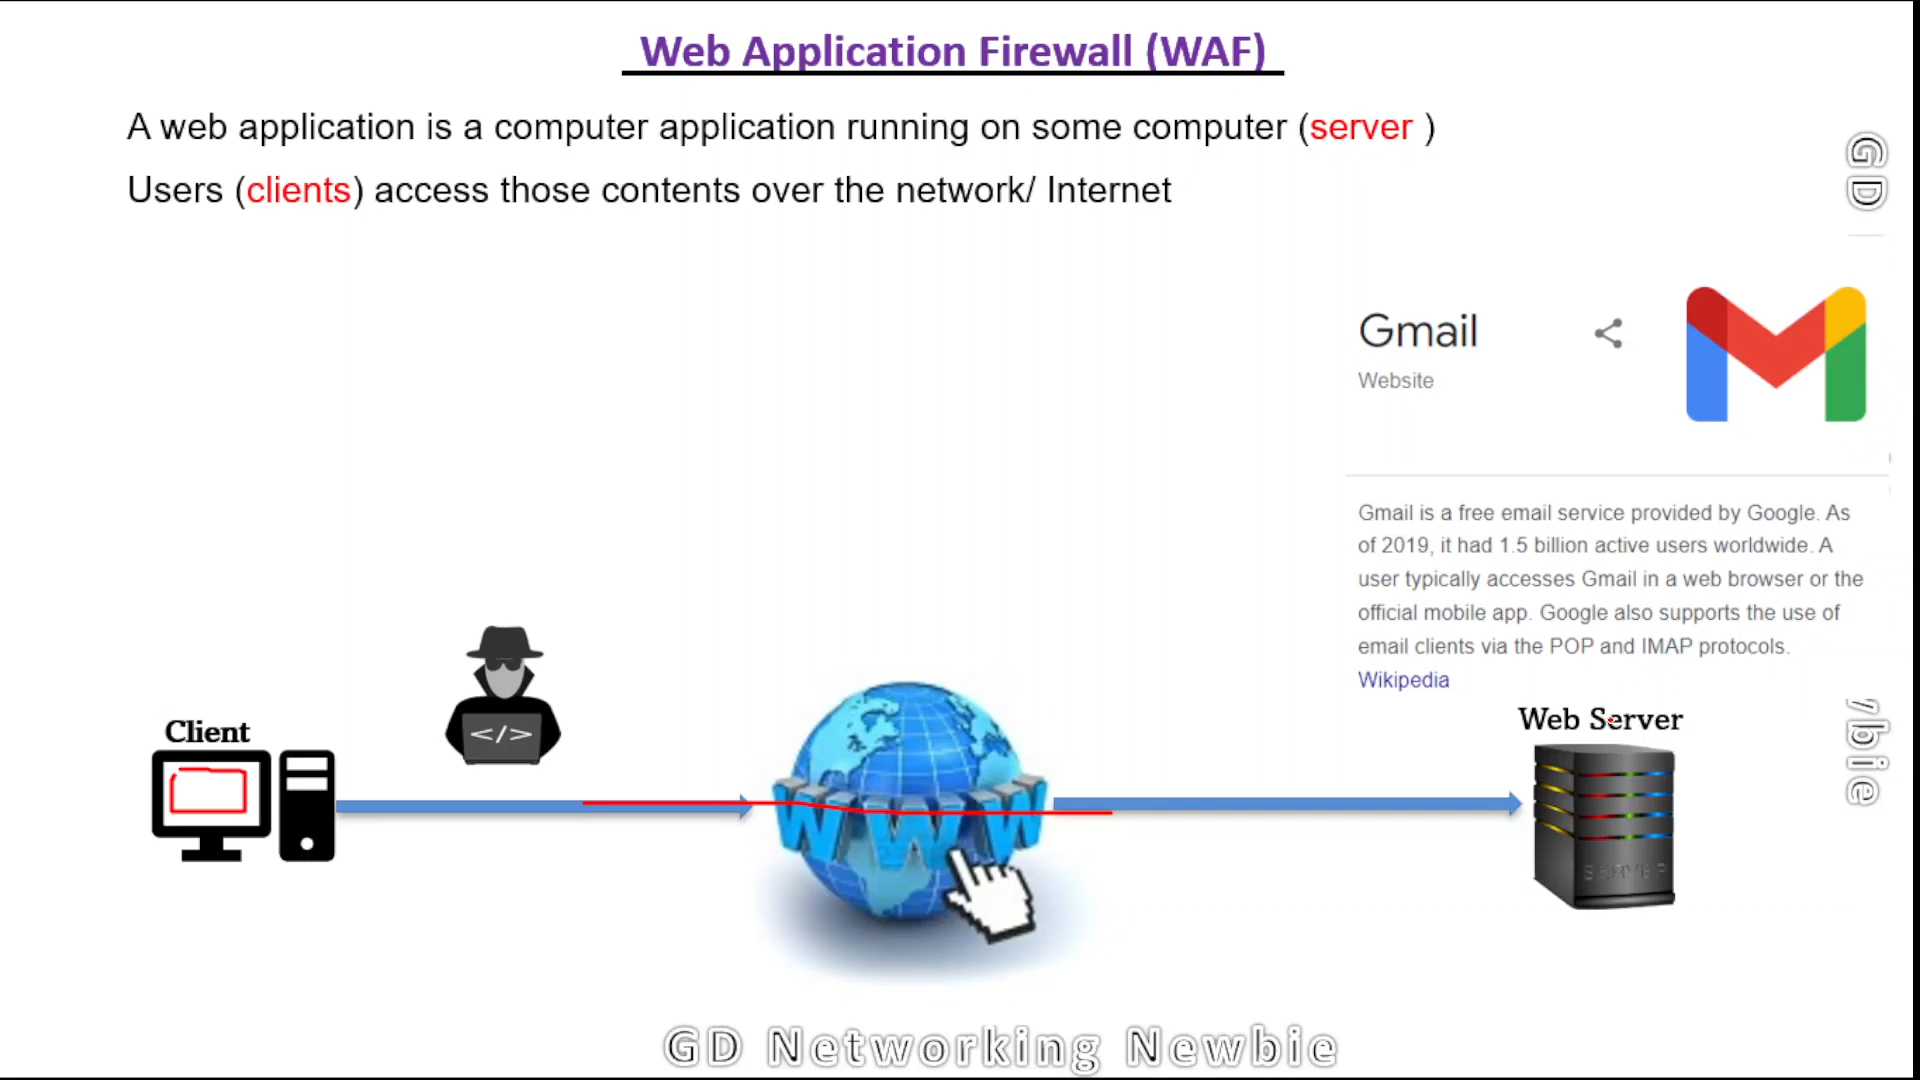 Web Application Firewall (WAF)
A web application is a computer application running on some computer (server )
Users (clients) access those contents over the network/ Internet
GD
Gmail
Website
Gmail is a free email service provided by Google. As
of 2019, it had 1.5 billion active users worldwide. A
user typically accesses Gmail in a web browser or the
official mobile app. Google also supports the use of
email clients via the POP and IMAP protocols.
Wikipedia
Client
</>
WWW
Web Server
SERVER
bie
GD Networking Newbie